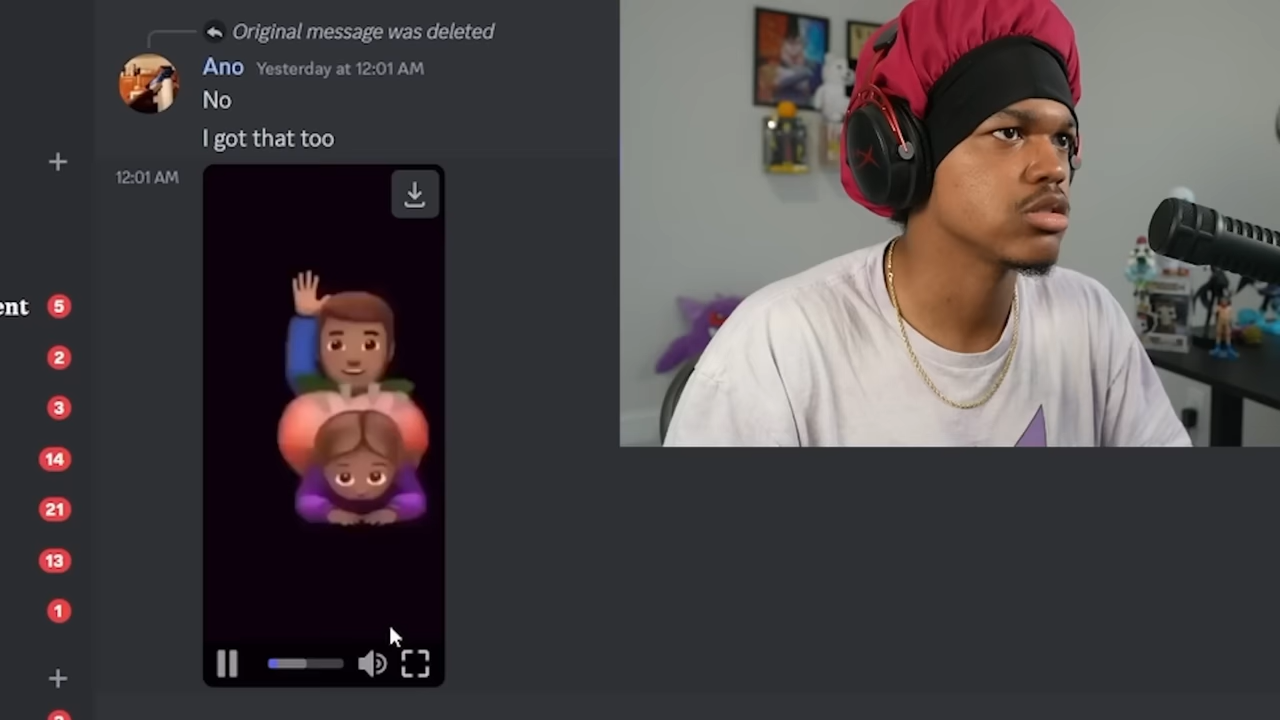 Original message was deleted
Ano Yesterday at 12:01 AM
No
I got that too
12:01 AM
ent 5
2
3
14
21
13
1